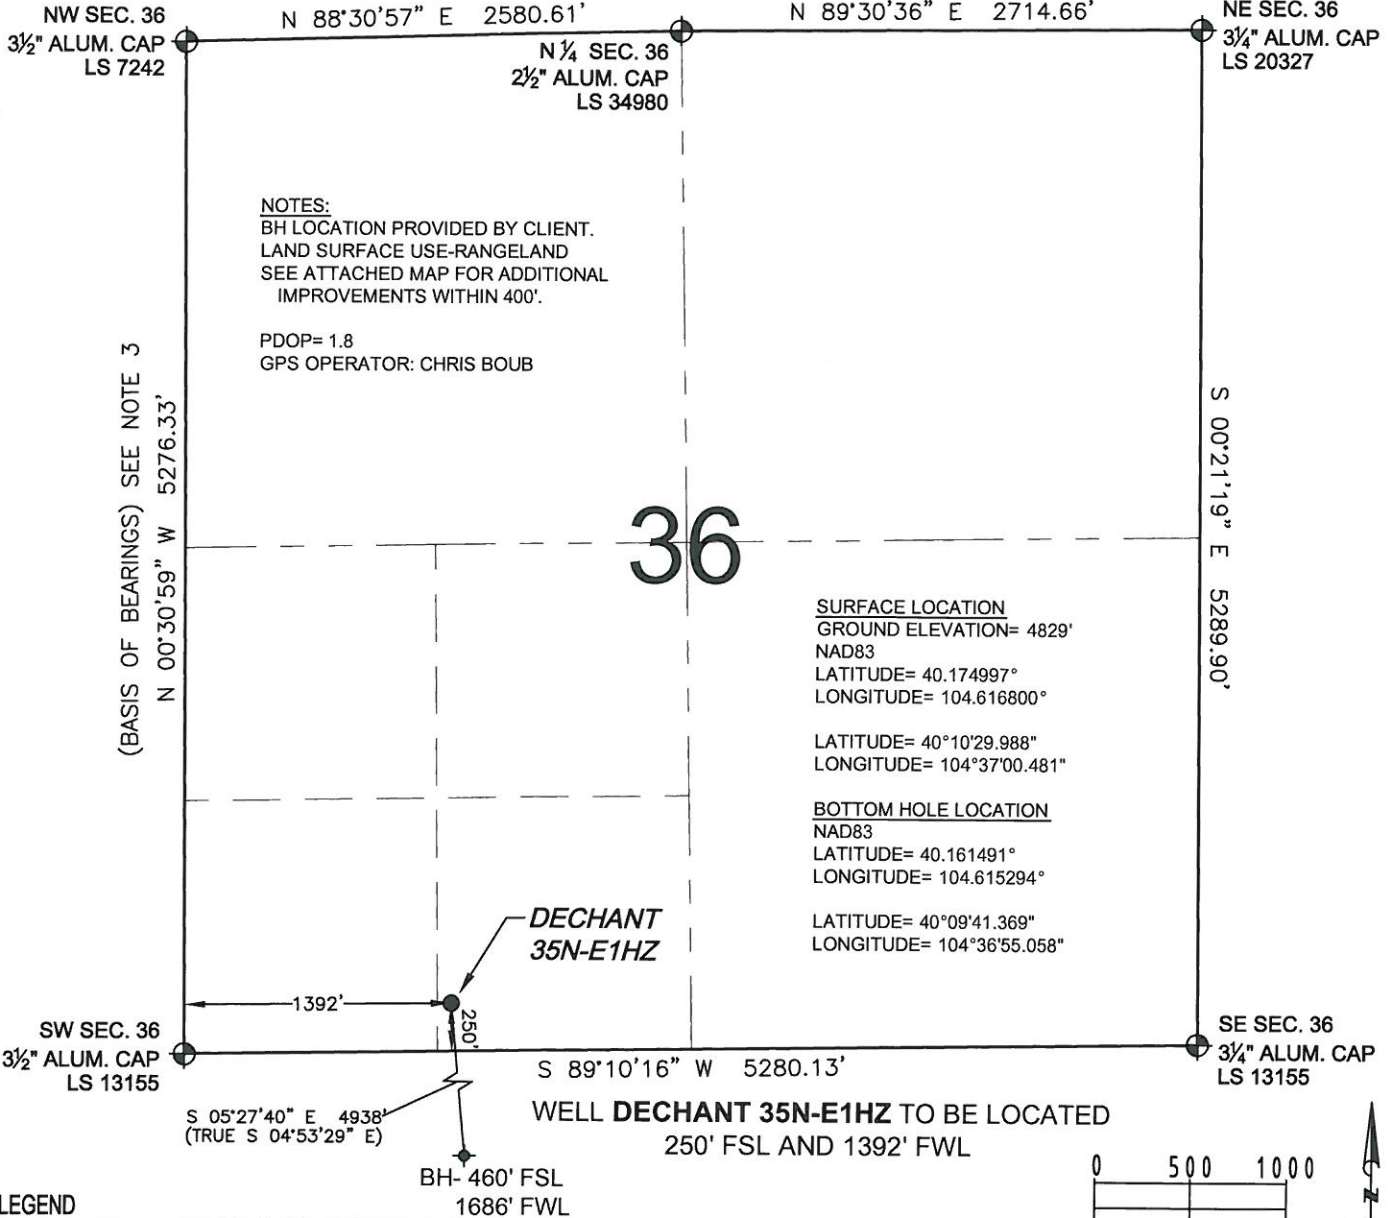 NW SEC. 36
3½" ALUM. CAP
LS 7242
N 88°30'57" E 2580.61'
N ¼ SEC. 36
2½" ALUM. CAP
LS 34980
N 89°30'36" E 2714.66'
NE SEC. 36
3¼" ALUM. CAP
LS 20327
NOTES:
BH LOCATION PROVIDED BY CLIENT.
LAND SURFACE USE-RANGELAND
SEE ATTACHED MAP FOR ADDITIONAL
IMPROVEMENTS WITHIN 400'.
PDOP= 1.8
GPS OPERATOR: CHRIS BOUB
(BASIS OF BEARINGS) SEE NOTE 3
N 00°30'59" W 5276.33'
36
S 00°21'19" E 5289.90'
SURFACE LOCATION
GROUND ELEVATION= 4829'
NAD83
LATITUDE= 40.174997°
LONGITUDE= 104.616800°
LATITUDE= 40°10'29.988"
LONGITUDE= 104°37'00.481"
BOTTOM HOLE LOCATION
NAD83
LATITUDE= 40.161491°
LONGITUDE= 104.615294°
LATITUDE= 40°09'41.369"
LONGITUDE= 104°36'55.058"
DECHANT
35N-E1HZ
1392'
250'
SW SEC. 36
3½" ALUM. CAP
LS 13155
S 89°10'16" W 5280.13'
SE SEC. 36
3¼" ALUM. CAP
LS 13155
S 05°27'40" E 4938'
(TRUE S 04°53'29" E)
WELL DECHANT 35N-E1HZ TO BE LOCATED
250' FSL AND 1392' FWL
BH- 460' FSL
1686' FWL
0 500 1000
N
LEGEND